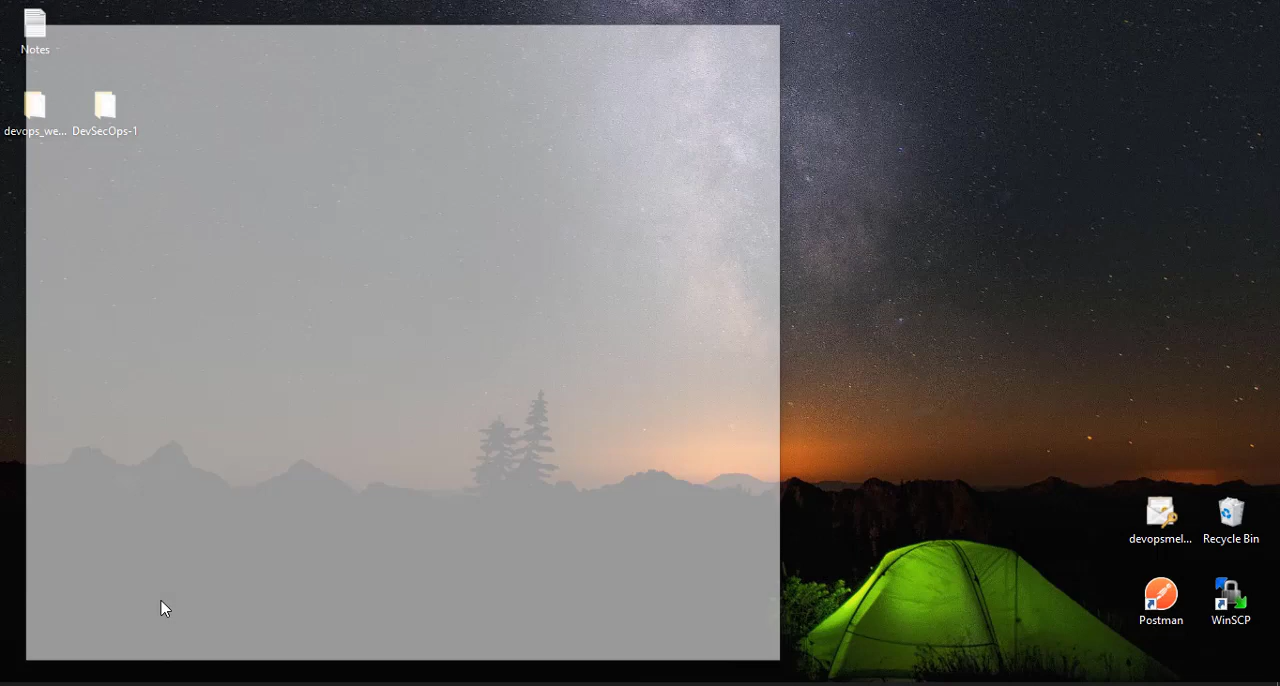 Notes
devops_we...
DevSecOps-1
devopsmel...
Recycle Bin
Postman
WinSCP